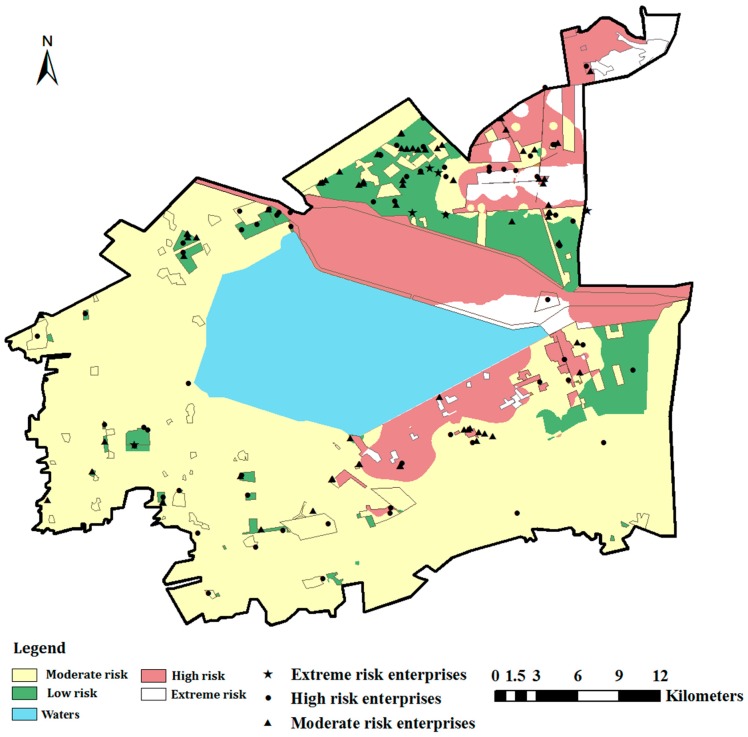 N
Legend
Moderate risk
High risk
Low risk
Extreme risk
Waters
Extreme risk enterprises
High risk enterprises
Moderate risk enterprises
0 1.5 3 6 9 12
Kilometers